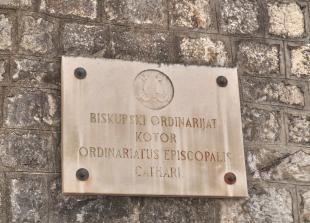 BISKUPSKI ORDINARIJAT
KOTOR
ORDINARIATUS EPISCOPALIS
CATHARI